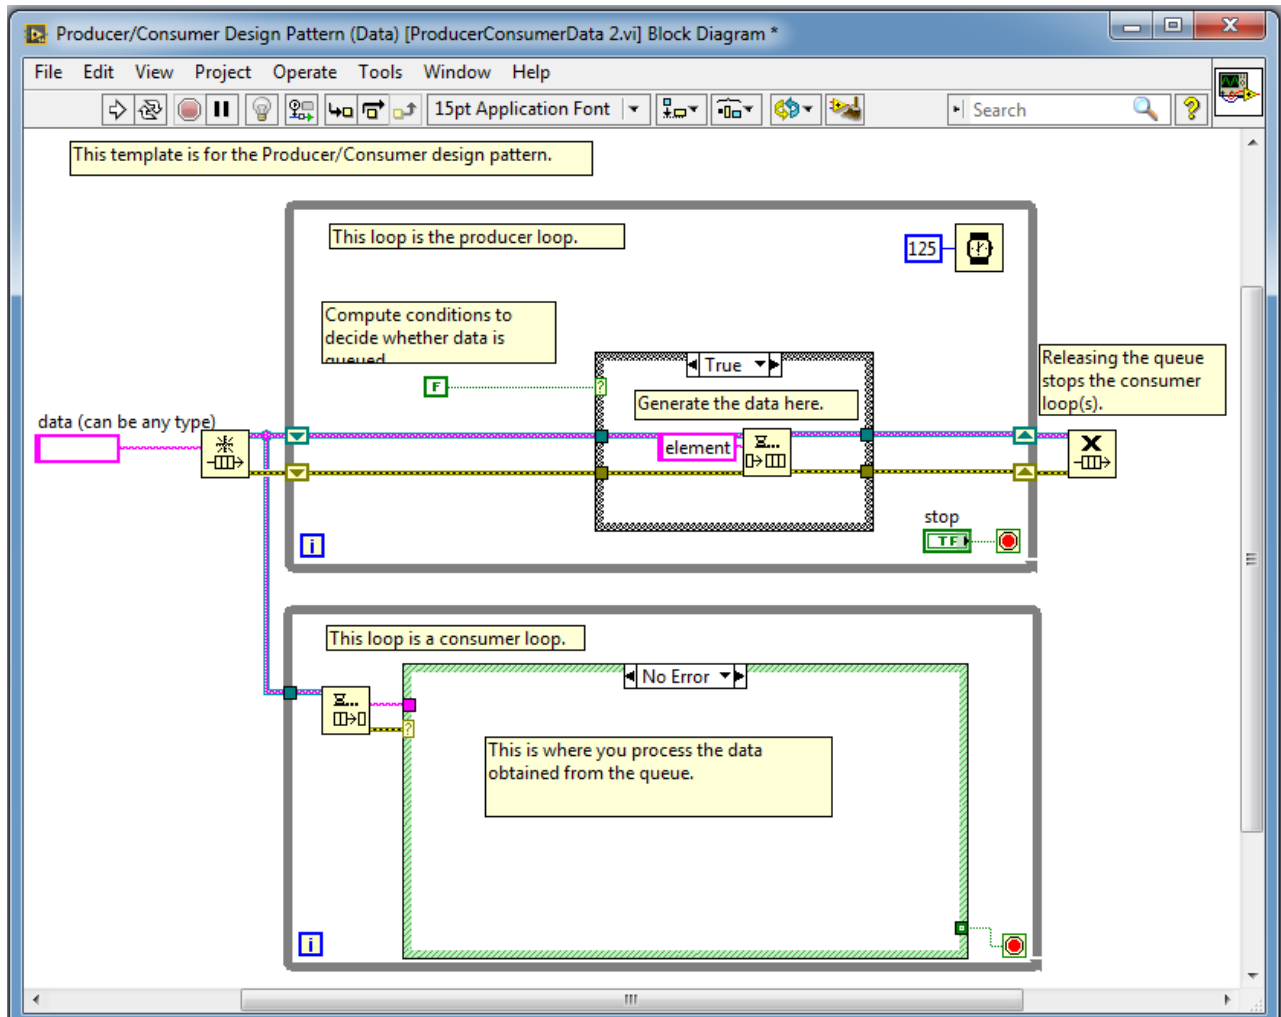 Producer/Consumer Design Pattern (Data) [ProducerConsumerData 2.vi] Block Diagram *
File Edit View Project Operate Tools Window Help
15pt Application Font
Search
?
This template is for the Producer/Consumer design pattern.
This loop is the producer loop.
125
Compute conditions to
decide whether data is
queued
True
Releasing the queue
stops the consumer
loop(s).
F
?
Generate the data here.
data (can be any type)
element
stop
TF
i
This loop is a consumer loop.
No Error
?
This is where you process the data
obtained from the queue.
i